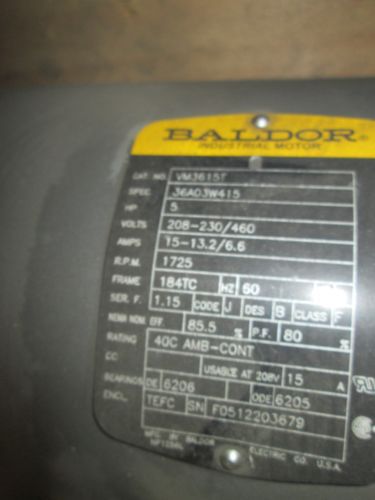 BALDOR
INDUSTRIAL MOTOR
CAT. NO. VM3615T
SPEC. 36A03W415
HP 5
VOLTS 208-230/460
AMPS 15-13.2/6.6
R.P.M. 1725
FRAME 184TC HZ 60
SER. F. 1.15 CODE J DES B CLASS F
NEMA NOM. EFF. 85.5 % P.F. 80 %
RATING 40C AMB-CONT
CC USABLE AT 208V 15 A
BEARINGS DE 6206 ODE 6205
ENCL. TEFC SN F0512203679
MFG. BY BALDOR ELECTRIC CO. U.S.A.